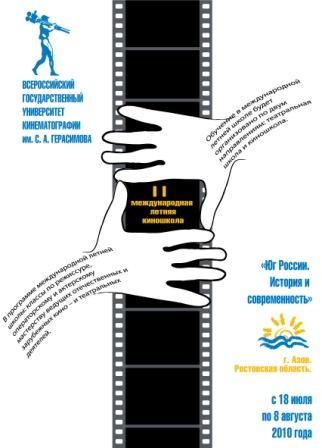 ВСЕРОССИЙСКИЙ
ГОСУДАРСТВЕННЫЙ
УНИВЕРСИТЕТ
КИНЕМАТОГРАФИИ
им. С. А. ГЕРАСИМОВА
Обучение в международной
летней школе будет
организовано по двум
направлениям: театральная
школа и киношкола.
II
международная
летняя
киношкола
В программе международной летней
школы: классы по режиссуре,
операторскому и актерскому
мастерству ведущих отечественных и
зарубежных кино – и театральных
деятелей.
«Юг России.
История и
современность»
г. Азов.
Ростовская область.
с 18 июля
по 8 августа
2010 года